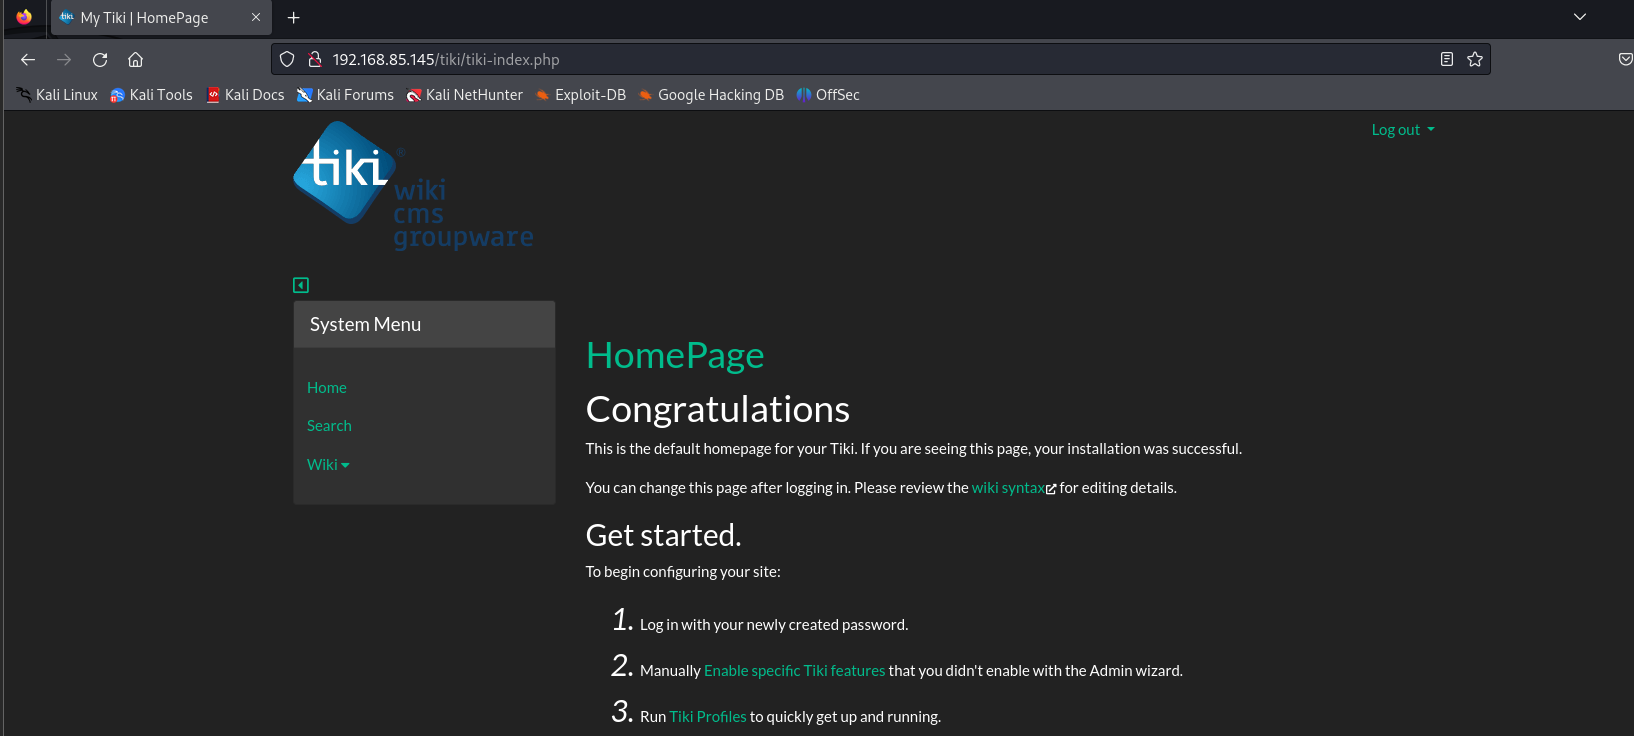 My Tiki | HomePage
192.168.85.145/tiki/tiki-index.php
Kali Linux Kali Tools Kali Docs Kali Forums Kali NetHunter Exploit-DB Google Hacking DB OffSec
Log out
tiki®
wiki
cms
groupware
System Menu
Home
Search
Wiki
HomePage
Congratulations
This is the default homepage for your Tiki. If you are seeing this page, your installation was successful.
You can change this page after logging in. Please review the wiki syntax for editing details.
Get started.
To begin configuring your site:
1. Log in with your newly created password.
2. Manually Enable specific Tiki features that you didn't enable with the Admin wizard.
3. Run Tiki Profiles to quickly get up and running.